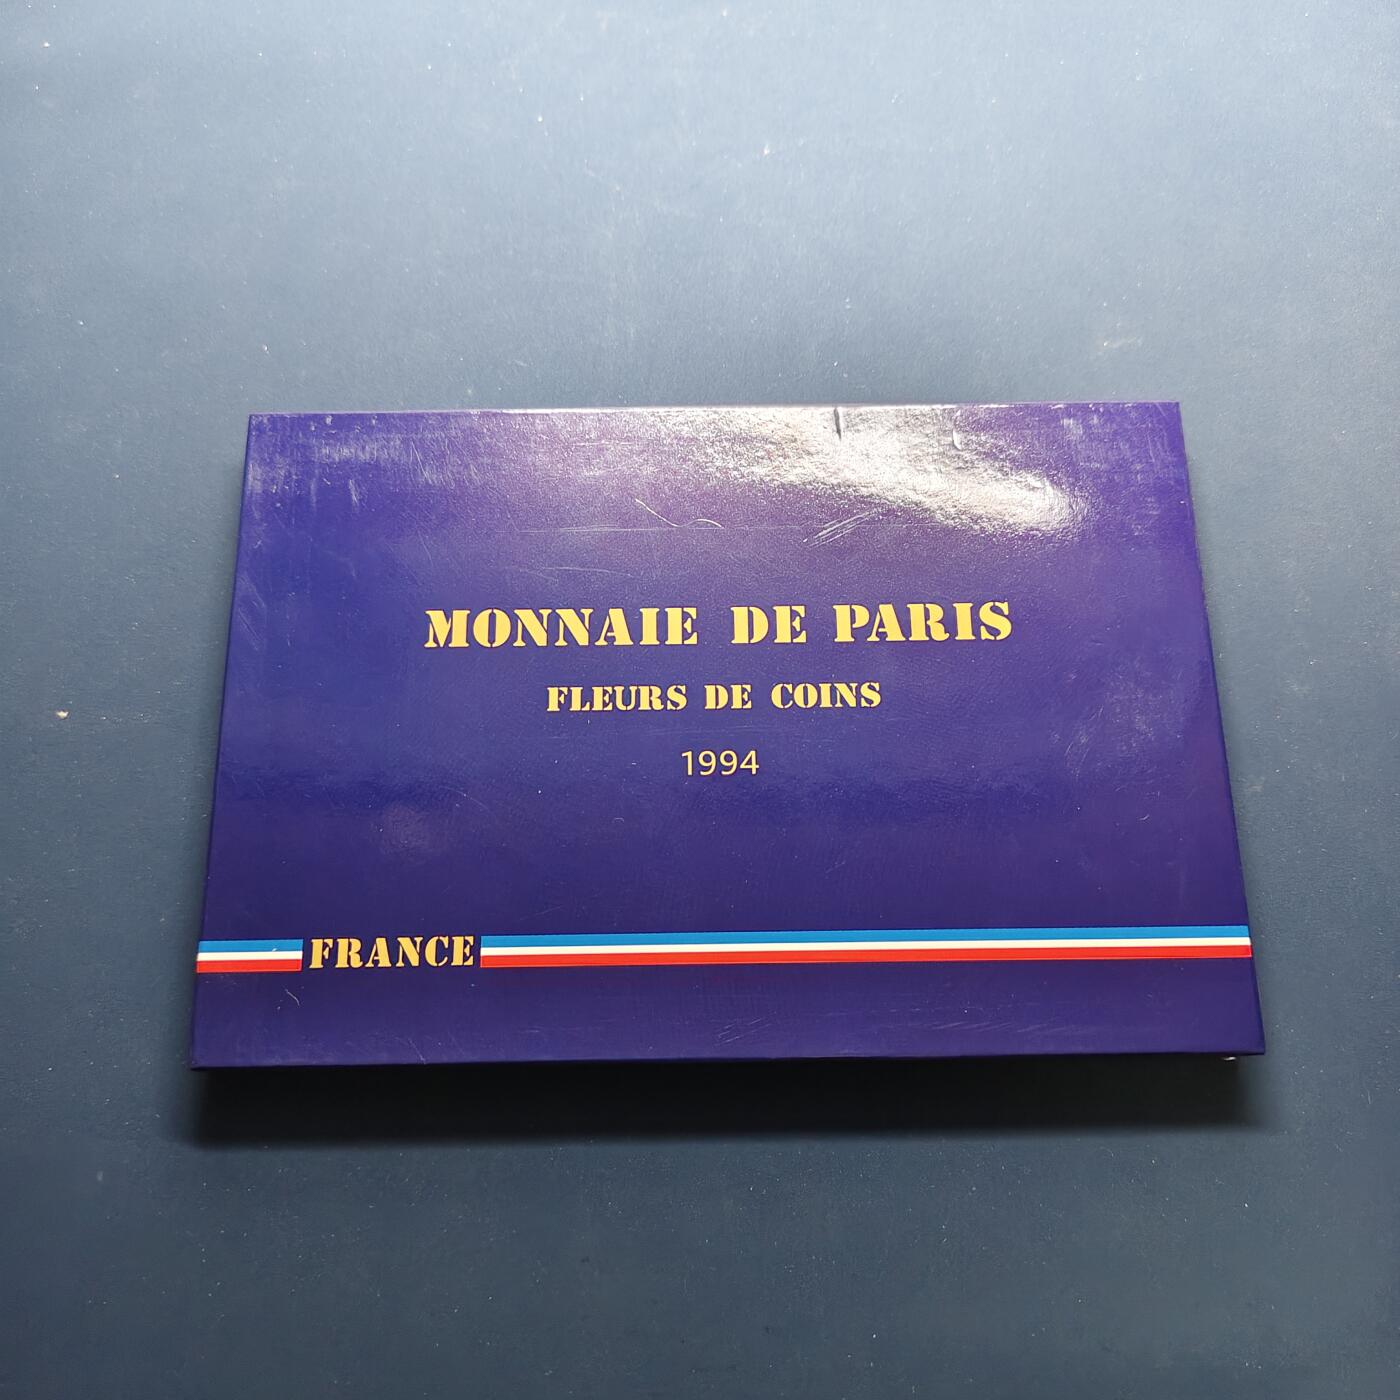 MONNAIE DE PARIS
FLEURS DE COINS
1994
FRANCE